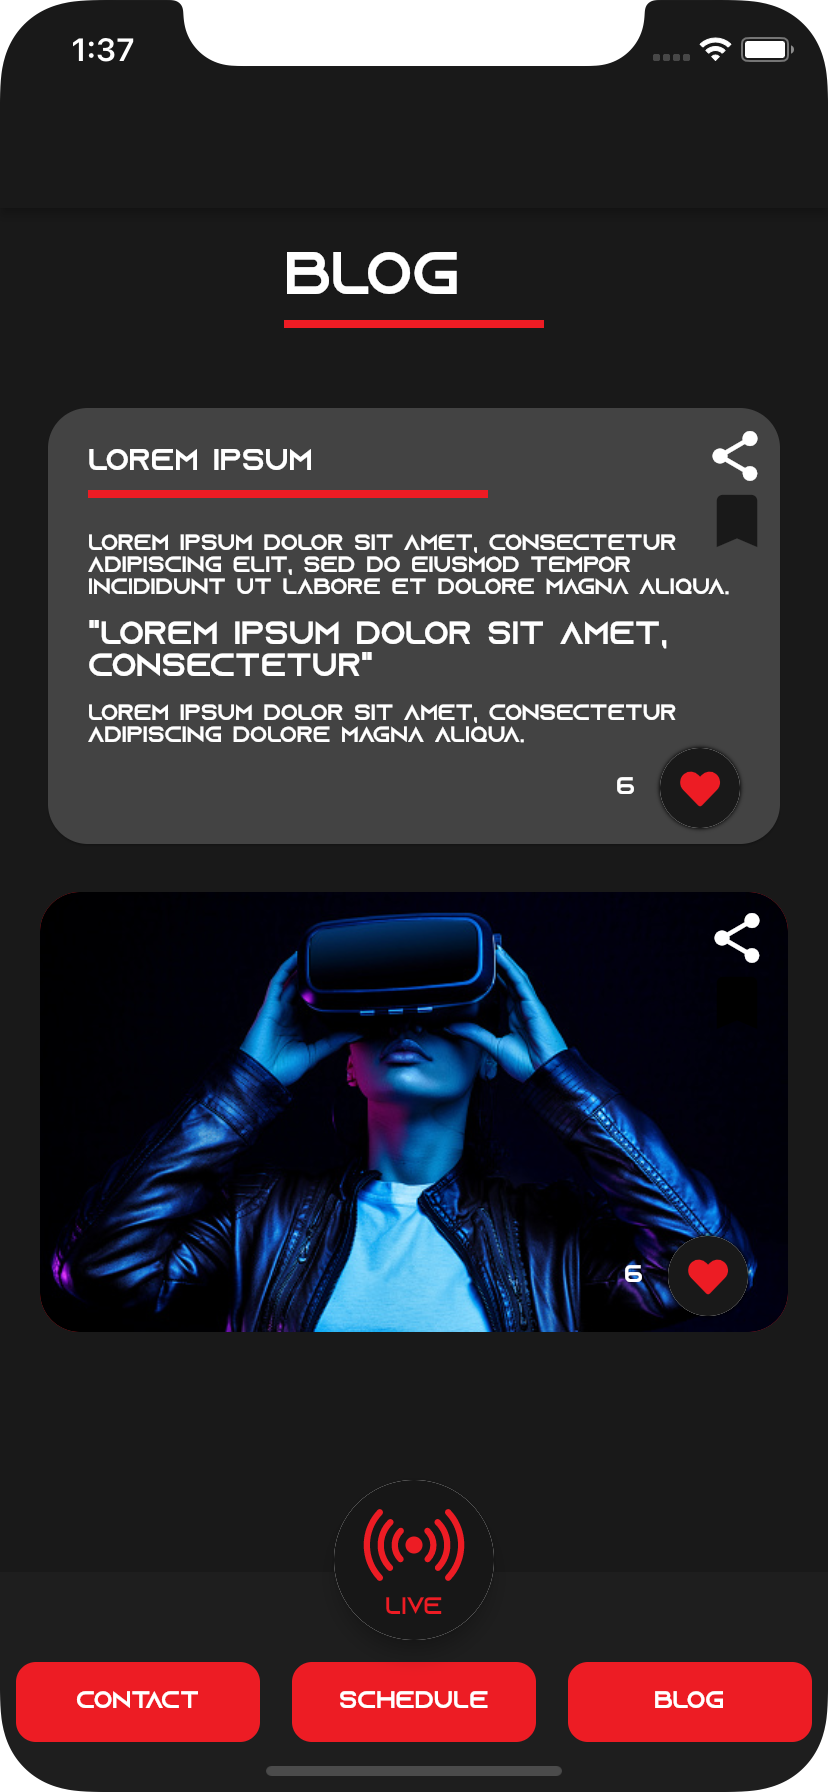 1:37
BLOG
LOREM IPSUM
LOREM IPSUM DOLOR SIT AMET, CONSECTETUR
ADIPISCING ELIT, SED DO EIUSMOD TEMPOR
INCIDIDUNT UT LABORE ET DOLORE MAGNA ALIQUA.
"LOREM IPSUM DOLOR SIT AMET,
CONSECTETUR"
LOREM IPSUM DOLOR SIT AMET, CONSECTETUR
ADIPISCING DOLORE MAGNA ALIQUA.
6
6
LIVE
CONTACT
SCHEDULE
BLOG